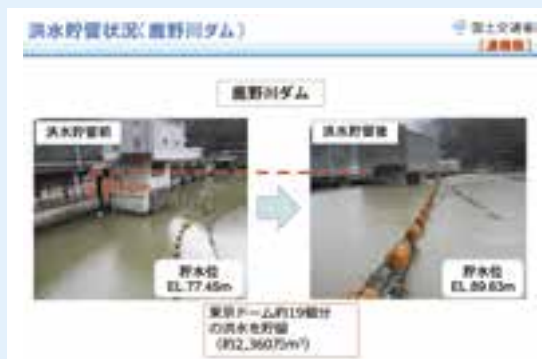 洪水貯留状況(鹿野川ダム)
国土交通省
[速報版]
鹿野川ダム
洪水貯留前
洪水貯留後
貯水位
EL.77.45m
貯水位
EL.89.63m
東京ドーム約19個分
の洪水を貯留
(約2,360万m³)